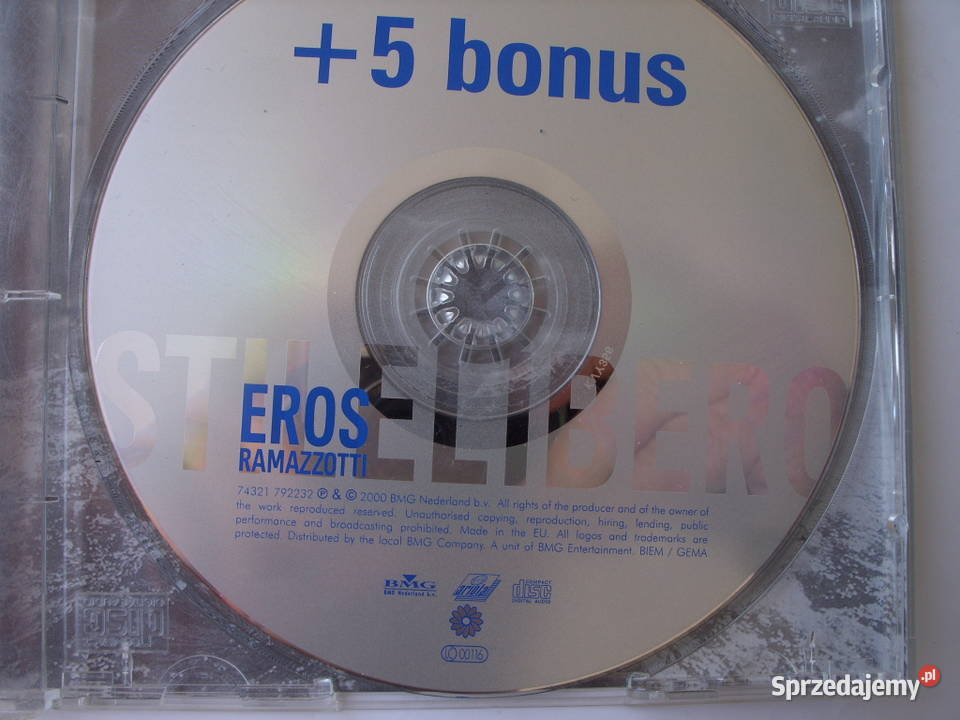 +5 bonus
STILELIBERO
EROS
RAMAZZOTTI
74321 792232 ℗ & © 2000 BMG Nederland b.v. All rights of the producer and of the owner of
the work reproduced reserved. Unauthorised copying, reproduction, hiring, lending, public
performance and broadcasting prohibited. Made in the EU. All logos and trademarks are
protected. Distributed by the local BMG Company. A unit of BMG Entertainment. BIEM / GEMA
BMG
BMG Nederland b.v.
ariola
COMPACT
disc
DIGITAL AUDIO
LC 00116
disc
Sprzedajemy.pl